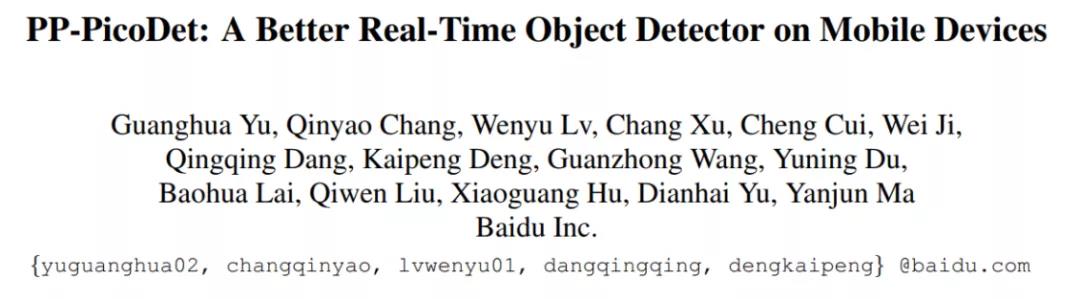 PP-PicoDet: A Better Real-Time Object Detector on Mobile Devices
Guanghua Yu, Qinyao Chang, Wenyu Lv, Chang Xu, Cheng Cui, Wei Ji,
Qingqing Dang, Kaipeng Deng, Guanzhong Wang, Yuning Du,
Baohua Lai, Qiwen Liu, Xiaoguang Hu, Dianhai Yu, Yanjun Ma
Baidu Inc.
{yuguanghua02, changqinyao, lvwenyu01, dangqingqing, dengkaipeng} @baidu.com